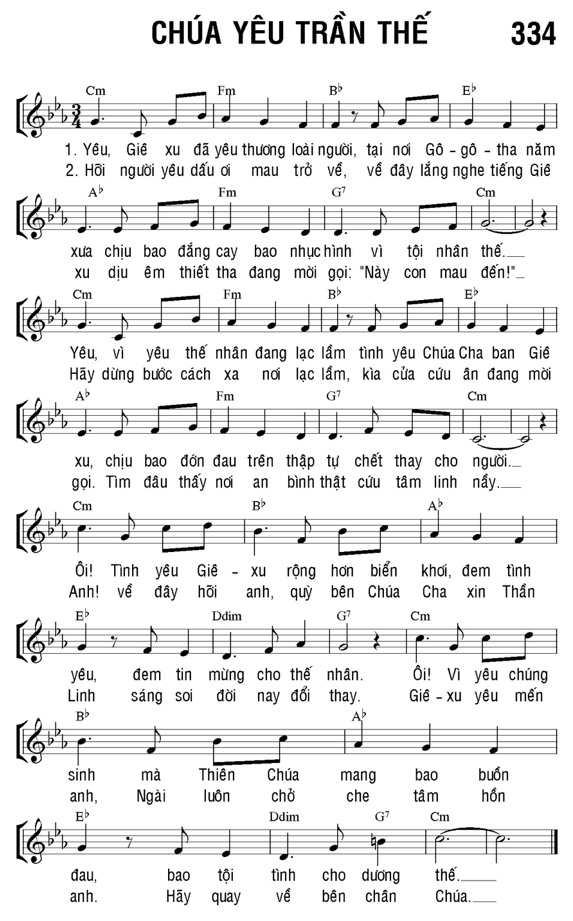 CHÚA YÊU TRẦN THẾ 334
Cm Fm B♭ E♭
3/4
1. Yêu, Giê xu đã yêu thương loài người, tại nơi Gô-gô-tha năm
2. Hỡi người yêu dấu ơi mau trở về, về đây lắng nghe tiếng Giê
A♭ Fm G7 Cm
xưa chịu bao đắng cay bao nhục hình vì tội nhân thế.
xu dịu êm thiết tha đang mời gọi: "Này con mau đến!"
Cm Fm B♭ E♭
Yêu, vì yêu thế nhân đang lạc lầm tình yêu Chúa Cha ban Giê
Hãy dừng bước cách xa nơi lạc lầm, kìa cửa cứu ân đang mời
A♭ Fm G7 Cm
xu, chịu bao đớn đau trên thập tự chết thay cho người.
gọi. Tìm đâu thấy nơi an bình thật cứu tâm linh nầy.
Cm B♭ A♭
Ôi! Tình yêu Giê-xu rộng hơn biển khơi, đem tình
Anh! về đây hỡi anh, quỳ bên Chúa Cha xin Thần
E♭ Ddim G7 Cm
yêu, đem tin mừng cho thế nhân. Ôi! Vì yêu chúng
Linh sáng soi đời nay đổi thay. Giê-xu yêu mến
B♭ A♭
sinh mà Thiên Chúa mang bao buồn
anh, Ngài luôn chở che tâm hồn
E♭ Ddim G7 Cm
đau, bao tội tình cho dương thế.
anh. Hãy quay về bên chân Chúa.